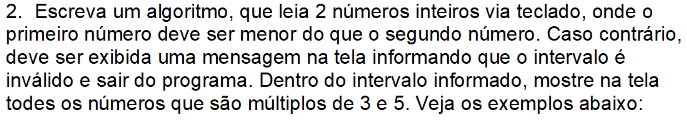 2. Escreva um algoritmo, que leia 2 números inteiros via teclado, onde o
primeiro número deve ser menor do que o segundo número. Caso contrário,
deve ser exibida uma mensagem na tela informando que o intervalo é
inválido e sair do programa. Dentro do intervalo informado, mostre na tela
todes os números que são múltiplos de 3 e 5. Veja os exemplos abaixo: